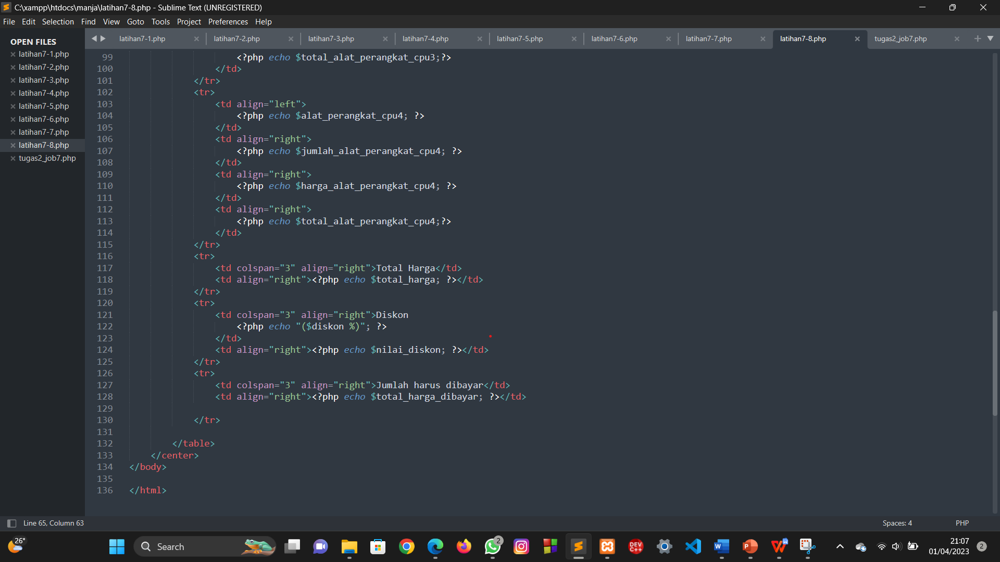 C:\xampp\htdocs\manja\latihan7-8.php - Sublime Text (UNREGISTERED)
File Edit Selection Find View Goto Tools Project Preferences Help
OPEN FILES
latihan7-1.php
latihan7-2.php
latihan7-3.php
latihan7-4.php
latihan7-5.php
latihan7-6.php
latihan7-7.php
latihan7-8.php
tugas2_job7.php
latihan7-1.php latihan7-2.php latihan7-3.php latihan7-4.php latihan7-5.php latihan7-6.php latihan7-7.php latihan7-8.php tugas2_job7.php
99 <?php echo $total_alat_perangkat_cpu3;?>
100 </td>
101 </tr>
102 <tr>
103 <td align="left">
104 <?php echo $alat_perangkat_cpu4; ?>
105 </td>
106 <td align="right">
107 <?php echo $jumlah_alat_perangkat_cpu4; ?>
108 </td>
109 <td align="right">
110 <?php echo $harga_alat_perangkat_cpu4; ?>
111 </td>
112 <td align="right">
113 <?php echo $total_alat_perangkat_cpu4;?>
114 </td>
115 </tr>
116 <tr>
117 <td colspan="3" align="right">Total Harga</td>
118 <td align="right"><?php echo $total_harga; ?></td>
119 </tr>
120 <tr>
121 <td colspan="3" align="right">Diskon
122 <?php echo "($diskon %)"; ?>
123 </td>
124 <td align="right"><?php echo $nilai_diskon; ?></td>
125 </tr>
126 <tr>
127 <td colspan="3" align="right">Jumlah harus dibayar</td>
128 <td align="right"><?php echo $total_harga_dibayar; ?></td>
129
130 </tr>
131
132 </table>
133 </center>
134 </body>
135
136 </html>
Line 65, Column 63 Spaces: 4 PHP
26°
Search
2
DEV C++
W
P
W
21:07
01/04/2023
2